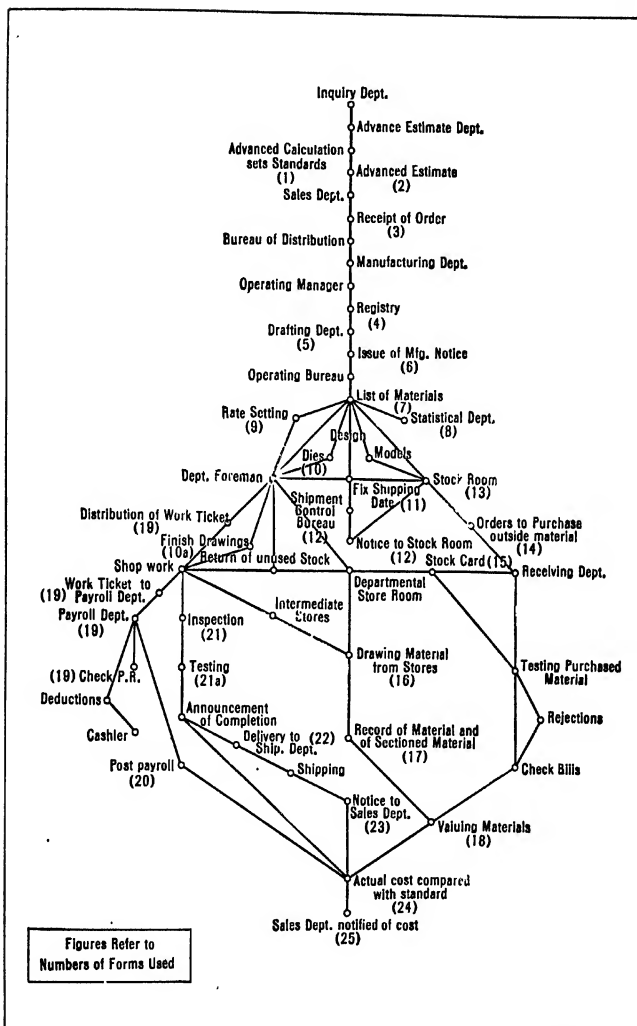 Inquiry Dept.
Advance Estimate Dept.
Advanced Calculation
sets Standards
(1)
Advanced Estimate
(2)
Sales Dept.
Receipt of Order
(3)
Bureau of Distribution
Manufacturing Dept.
Operating Manager
Registry
(4)
Drafting Dept.
(5)
Issue of Mfg. Notice
(6)
Operating Bureau
List of Materials
(7)
Rate Setting
(9)
Statistical Dept.
(8)
Design
Dies
(10)
Models
Dept. Foreman
Fix Shipping
Date (11)
Stock Room
(13)
Shipment
Control
Bureau
(12)
Distribution of Work Ticket
(19)
Orders to Purchase
outside material
(14)
Finish Drawings
(10a)
Notice to Stock Room
(12)
Return of unused Stock
Stock Card (15)
Shop work
Departmental
Store Room
Receiving Dept.
Work Ticket to
(19) Payroll Dept.
Payroll Dept.
(19)
Inspection
(21)
Intermediate
Stores
Drawing Material
from Stores
(16)
Testing
(21a)
Testing Purchased
Material
(19) Check P.R.
Deductions
Announcement
of Completion
Rejections
Cashier
Delivery to (22)
Ship. Dept.
Record of Material and
of Sectioned Material
(17)
Post payroll
(20)
Shipping
Check Bills
Notice to
Sales Dept.
(23)
Valuing Materials
(18)
Actual cost compared
with standard
(24)
Sales Dept. notified of cost
(25)
Figures Refer to
Numbers of Forms Used